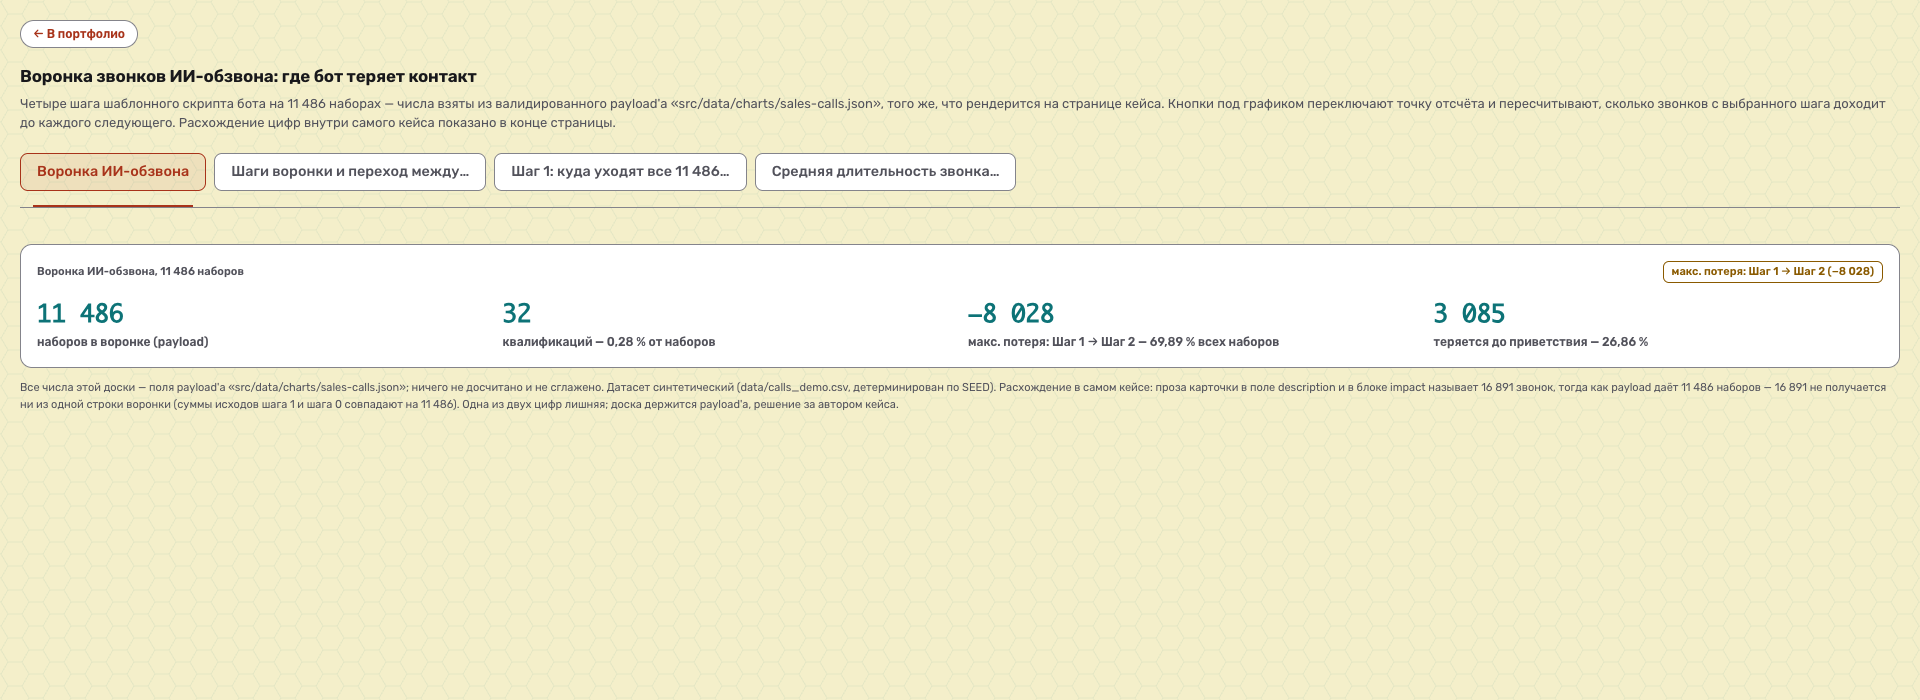 ← В портфолио
Воронка звонков ИИ-обзвона: где бот теряет контакт
Четыре шага шаблонного скрипта бота на 11 486 наборах — числа взяты из валидированного payload'а «src/data/charts/sales-calls.json», того же, что рендерится на странице кейса. Кнопки под графиком переключают точку отсчёта и пересчитывают, сколько звонков с выбранного шага доходит
до каждого следующего. Расхождение цифр внутри самого кейса показано в конце страницы.
Воронка ИИ-обзвона
Шаги воронки и переход между…
Шаг 1: куда уходят все 11 486…
Средняя длительность звонка…
Воронка ИИ-обзвона, 11 486 наборов
макс. потеря: Шаг 1 → Шаг 2 (−8 028)
11 486
32
−8 028
3 085
наборов в воронке (payload)
квалификаций — 0,28 % от наборов
макс. потеря: Шаг 1 → Шаг 2 — 69,89 % всех наборов
теряется до приветствия — 26,86 %
Все числа этой доски — поля payload'а «src/data/charts/sales-calls.json»; ничего не досчитано и не сглажено. Датасет синтетический (data/calls_demo.csv, детерминирован по SEED). Расхождение в самом кейсе: проза карточки в поле description и в блоке impact называет 16 891 звонок, тогда как payload даёт 11 486 наборов — 16 891 не получается
ни из одной строки воронки (суммы исходов шага 1 и шага 0 совпадают на 11 486). Одна из двух цифр лишняя; доска держится payload'а, решение за автором кейса.